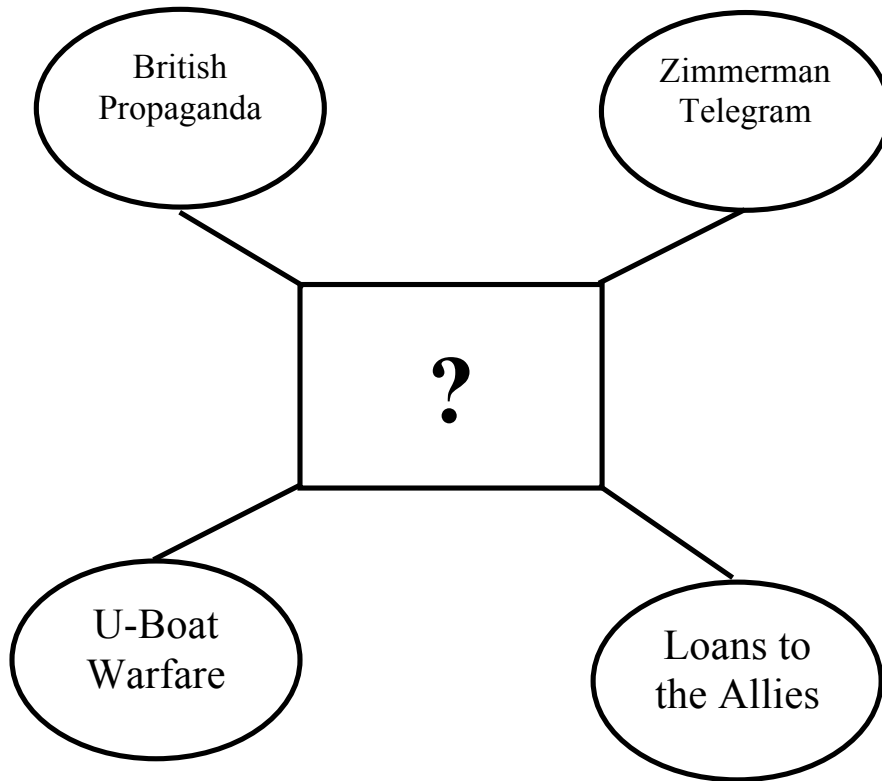 British
Propaganda
Zimmerman
Telegram
?
U-Boat
Warfare
Loans to
the Allies